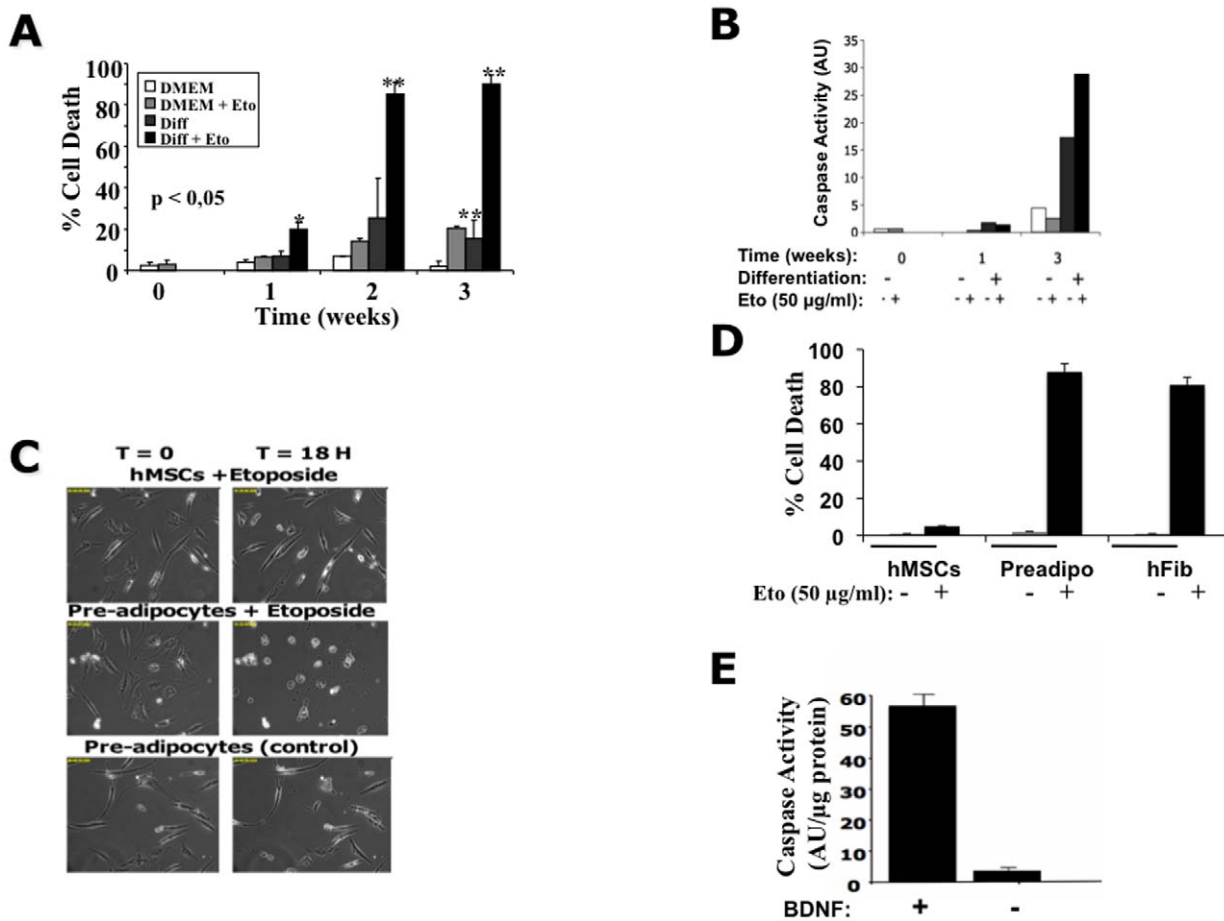 A
100
80
60
40
20
0
% Cell Death
DMEM
DMEM + Eto
Diff
Diff + Eto
p < 0,05
*
**
**
**
0 1 2 3
Time (weeks)
B
35
30
25
20
15
10
5
0
Caspase Activity (AU)
Time (weeks): 0 1 3
Differentiation: - - + - +
Eto (50 µg/ml): - + - + - + - + - +
C
T = 0 T = 18 H
hMSCs +Etoposide
Pre-adipocytes + Etoposide
Pre-adipocytes (control)
D
100
80
60
40
20
0
% Cell Death
hMSCs Preadipo hFib
Eto (50 µg/ml): - + - + - +
E
60
50
40
30
20
10
0
Caspase Activity
(AU/µg protein)
BDNF: + -